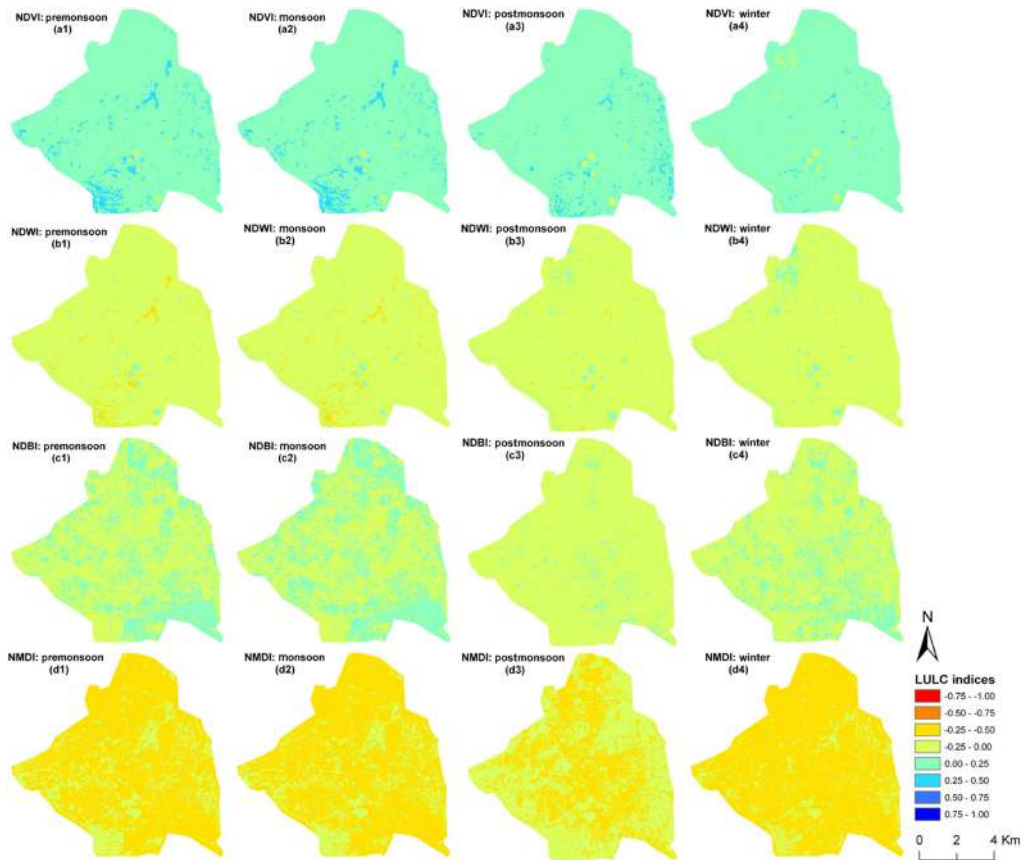 NDVI: premonsoon
(a1)
NDVI: monsoon
(a2)
NDVI: postmonsoon
(a3)
NDVI: winter
(a4)
NDWI: premonsoon
(b1)
NDWI: monsoon
(b2)
NDWI: postmonsoon
(b3)
NDWI: winter
(b4)
NDBI: premonsoon
(c1)
NDBI: monsoon
(c2)
NDBI: postmonsoon
(c3)
NDBI: winter
(c4)
NMDI: premonsoon
(d1)
NMDI: monsoon
(d2)
NMDI: postmonsoon
(d3)
NMDI: winter
(d4)
N
LULC indices
-0.75 - -1.00
-0.50 - -0.75
-0.25 - -0.50
-0.25 - 0.00
0.00 - 0.25
0.25 - 0.50
0.50 - 0.75
0.75 - 1.00
0 2 4 Km